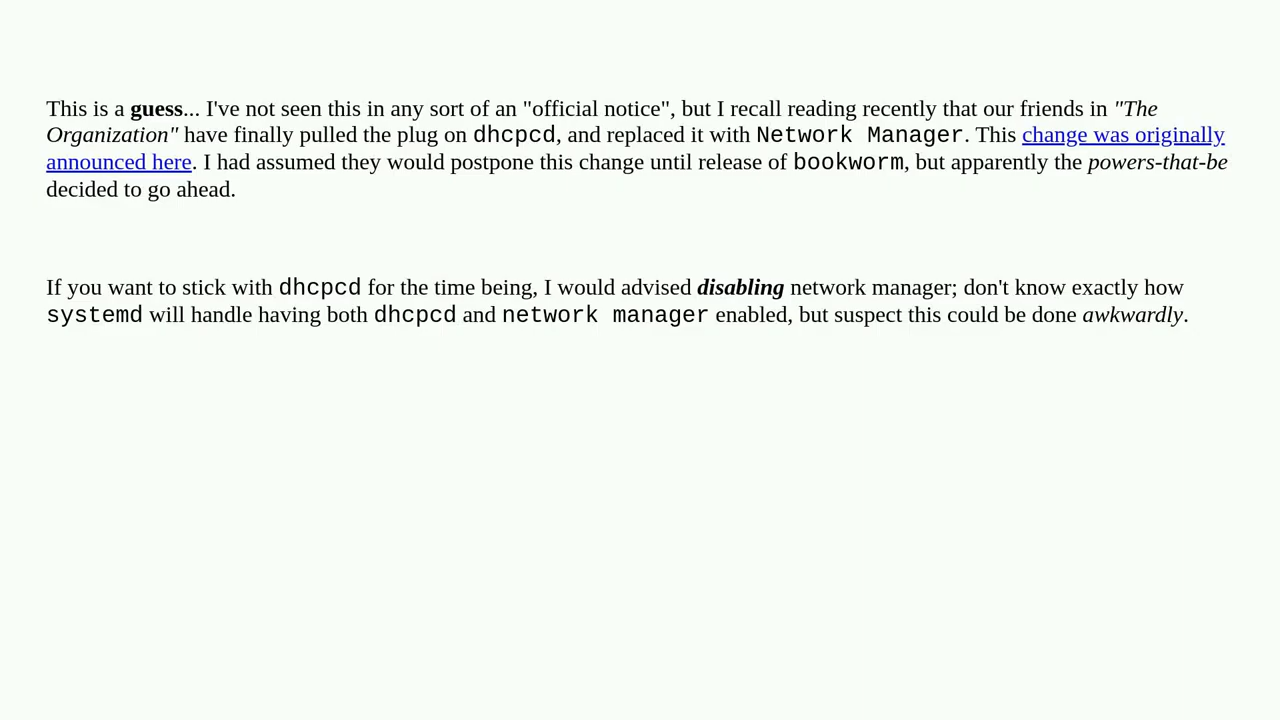 This is a guess... I've not seen this in any sort of an "official notice", but I recall reading recently that our friends in "The
Organization" have finally pulled the plug on dhcpcd, and replaced it with Network Manager. This change was originally
announced here. I had assumed they would postpone this change until release of bookworm, but apparently the powers-that-be
decided to go ahead.
If you want to stick with dhcpcd for the time being, I would advised disabling network manager; don't know exactly how
systemd will handle having both dhcpcd and network manager enabled, but suspect this could be done awkwardly.